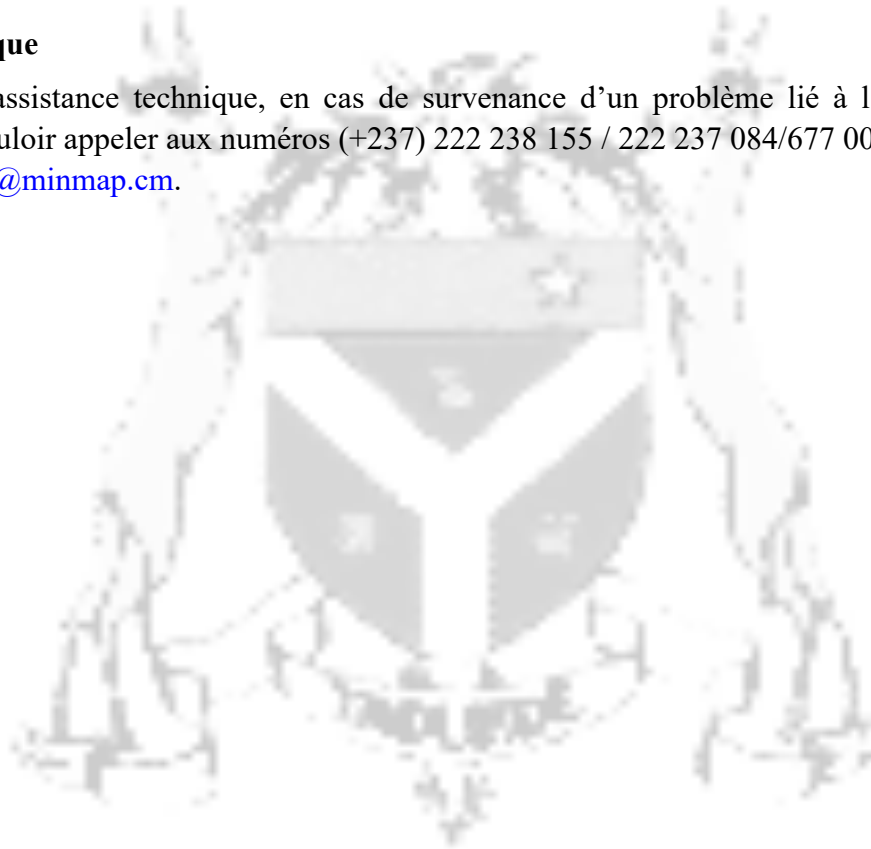 que
assistance technique, en cas de survenance d’un problème lié à l
uloir appeler aux numéros (+237) 222 238 155 / 222 237 084/677 00
@minmap.cm.